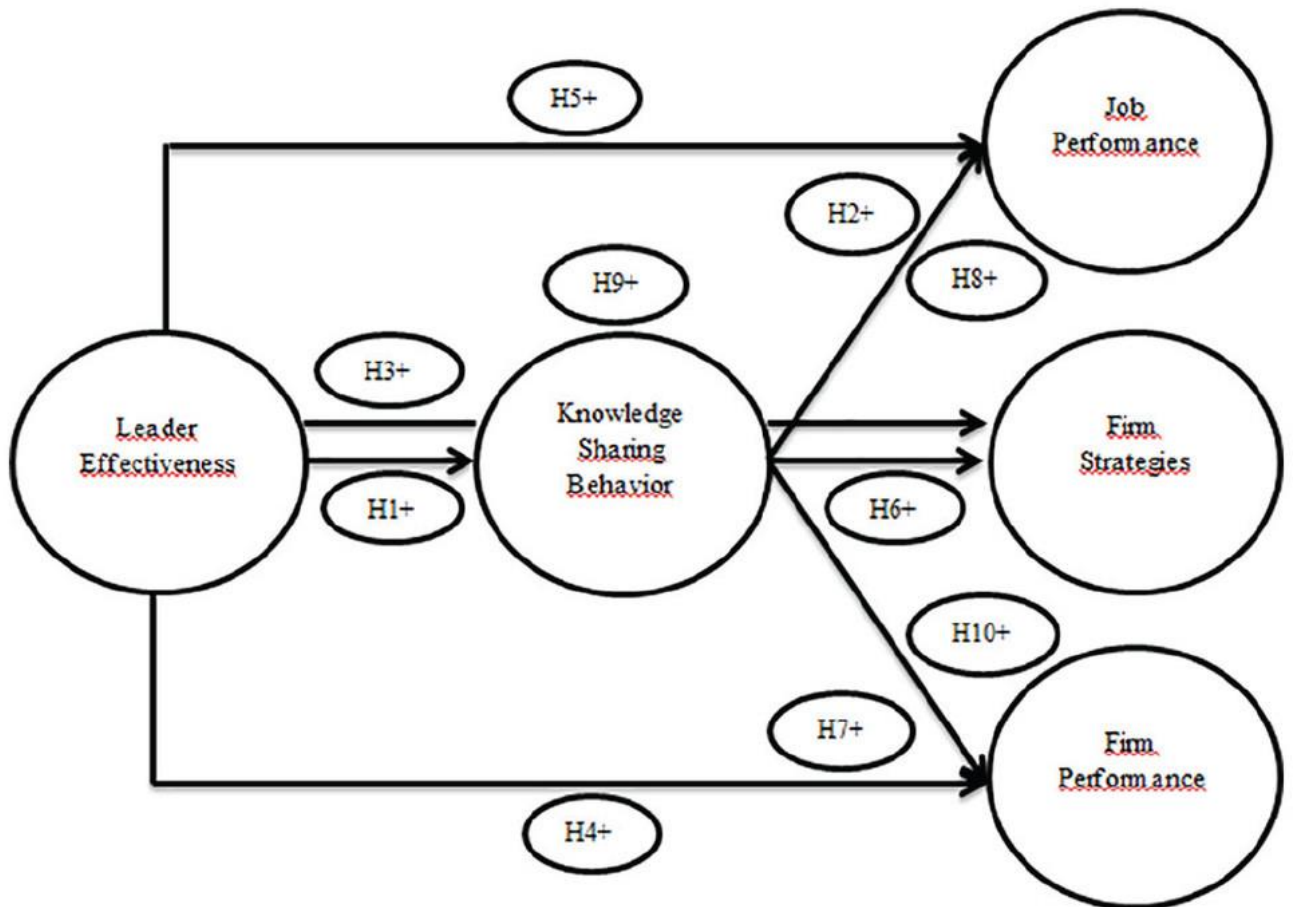 H5+
Job
Performance
H2+
H8+
H9+
H3+
Leader
Effectiveness
Knowledge
Sharing
Behavior
Firm
Strategies
H1+
H6+
H10+
H7+
Firm
Performance
H4+